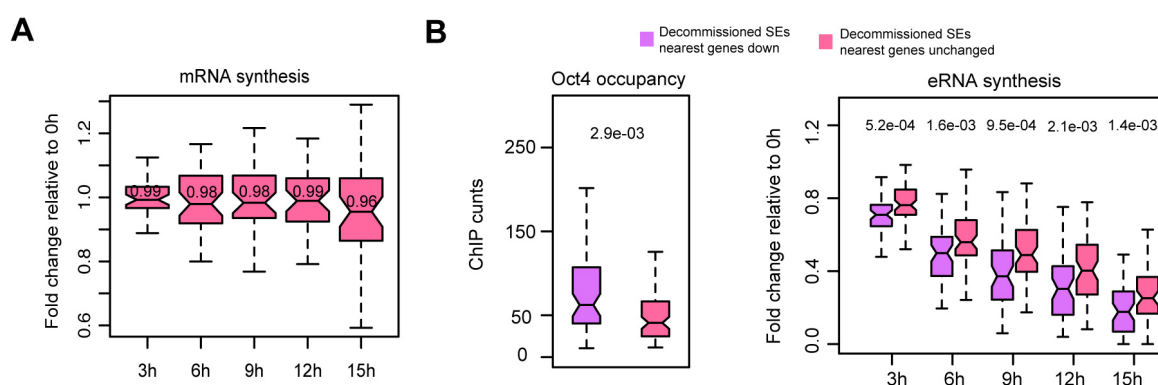 A
mRNA synthesis
Fold change relative to 0h
1.2
1.0
0.8
0.6
0.99
0.98
0.98
0.99
0.96
3h
6h
9h
12h
15h
B
Decommissioned SEs
nearest genes down
Decommissioned SEs
nearest genes unchanged
Oct4 occupancy
ChIP cunts
250
150
50
0
2.9e-03
eRNA synthesis
Fold change relative to 0h
1.2
0.8
0.4
0.0
5.2e-04
1.6e-03
9.5e-04
2.1e-03
1.4e-03
3h
6h
9h
12h
15h